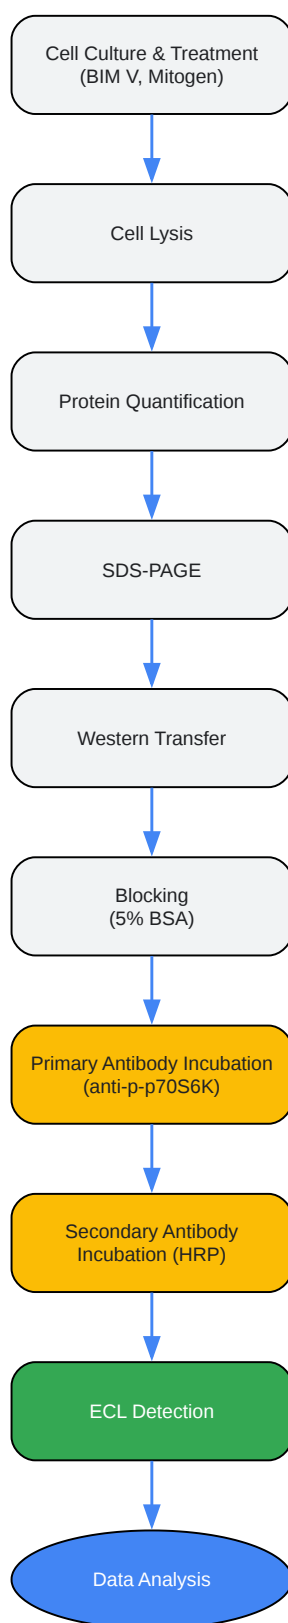 Cell Culture & Treatment
(BIM V, Mitogen)
Cell Lysis
Protein Quantification
SDS-PAGE
Western Transfer
Blocking
(5% BSA)
Primary Antibody Incubation
(anti-p-p70S6K)
Secondary Antibody
Incubation (HRP)
ECL Detection
Data Analysis